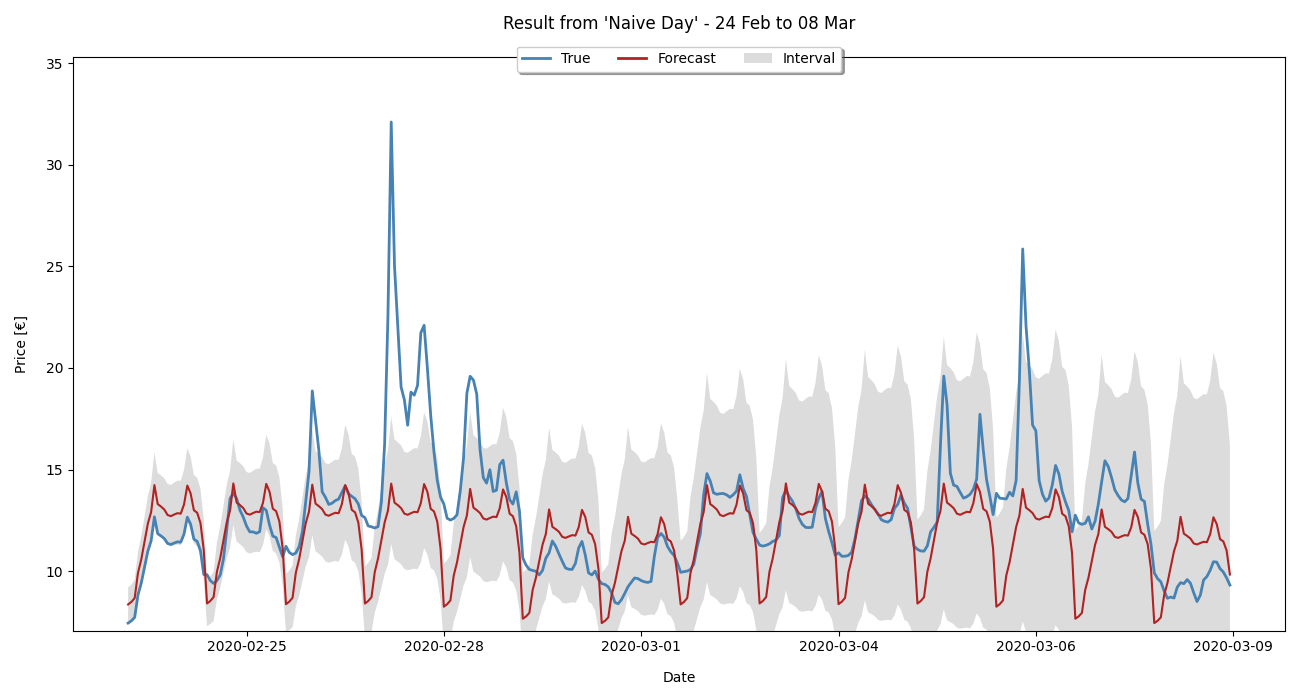 Result from 'Naive Day' - 24 Feb to 08 Mar
True Forecast Interval
35
30
25
20
15
10
Price [€]
2020-02-25 2020-02-28 2020-03-01 2020-03-04 2020-03-06 2020-03-09
Date